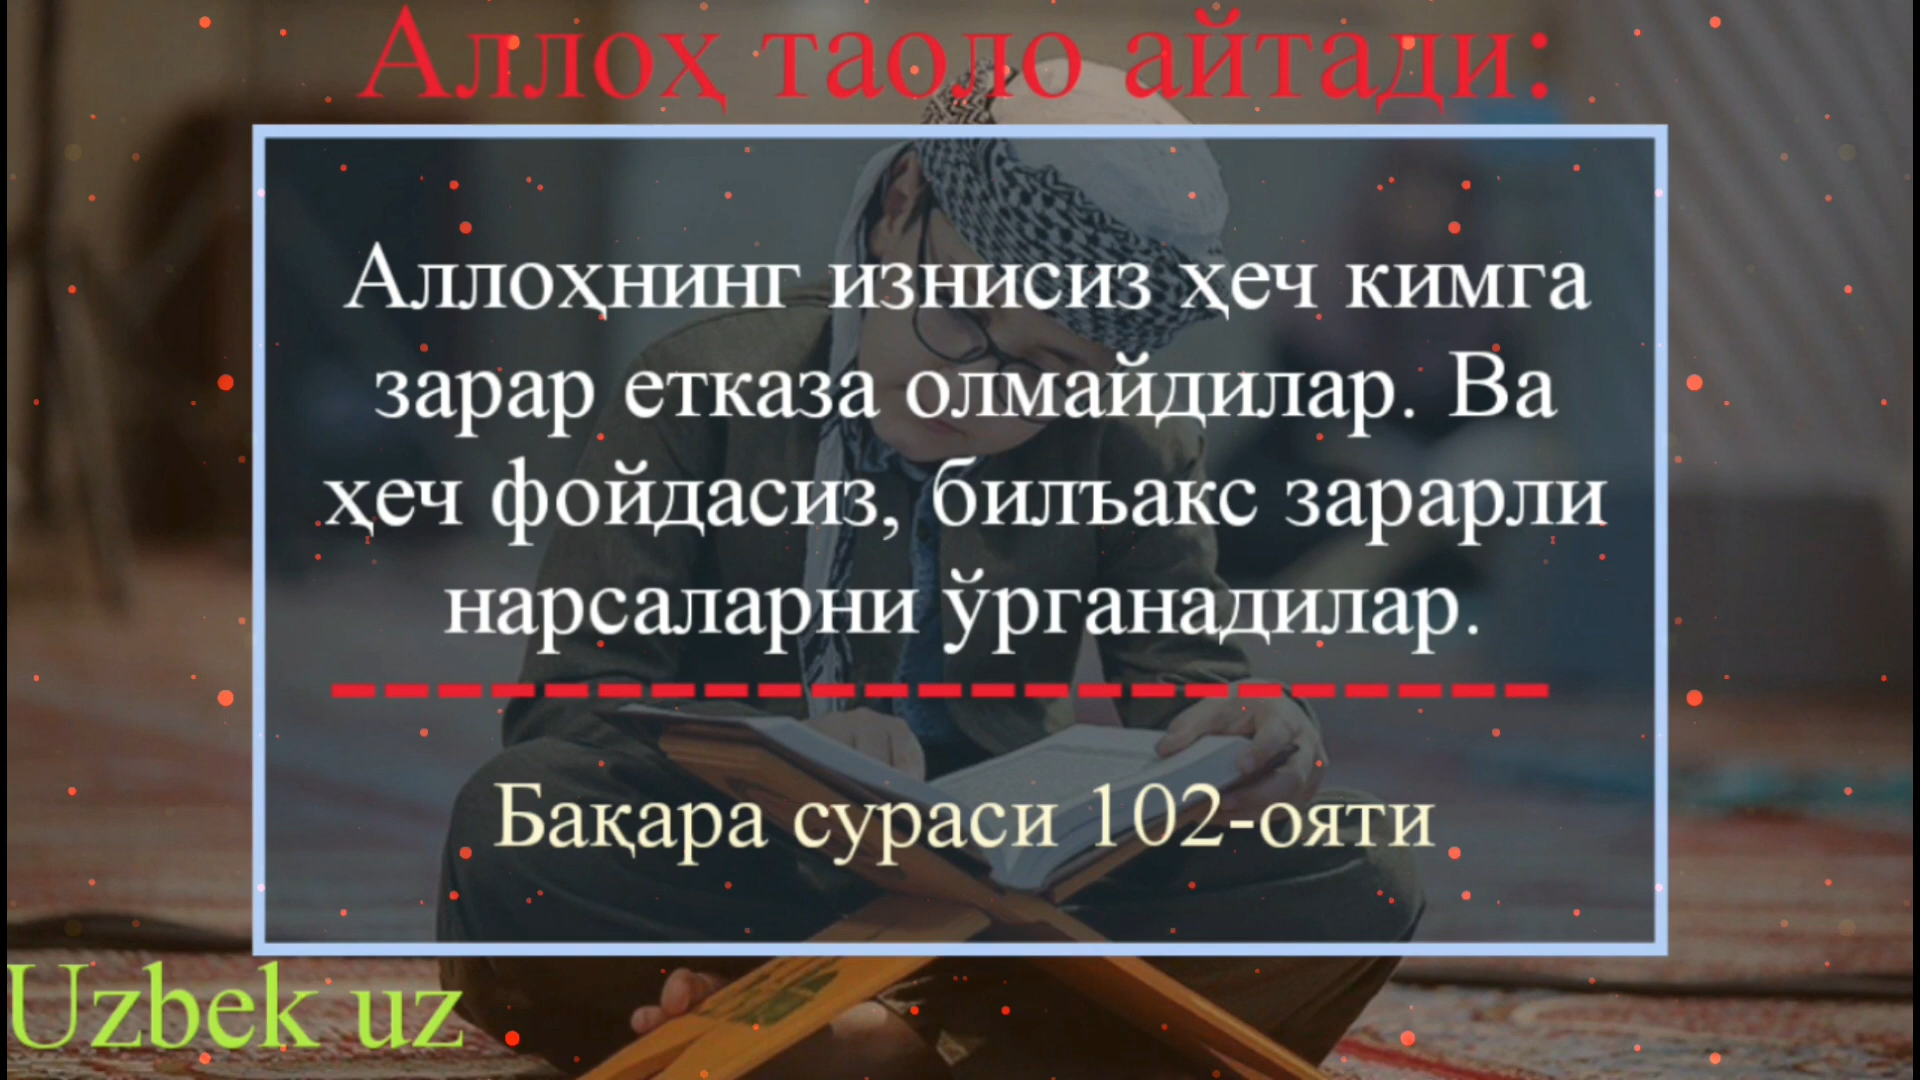 Аллоҳ таоло айтади:
Аллоҳнинг изнисиз ҳеч кимга
зарар етказа олмайдилар. Ва
ҳеч фойдасиз, билъакс зарарли
нарсаларни ўрганадилар.
Бақара сураси 102-ояти
Uzbek uz